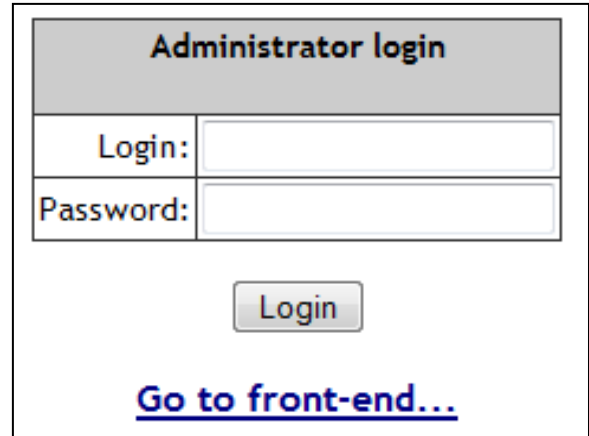 Administrator login
Login:
Password:
Login
Go to front-end...